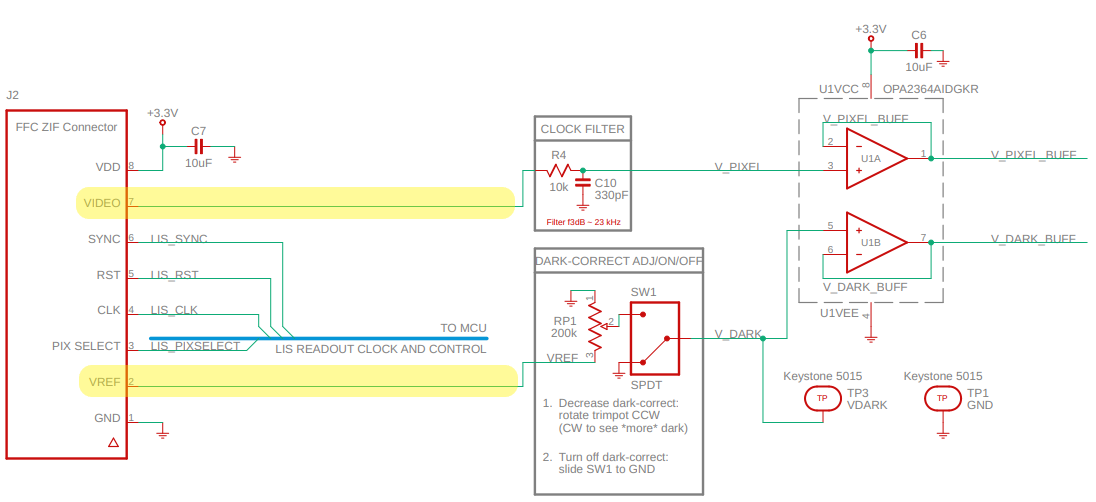 J2
FFC ZIF Connector
VDD
8
VIDEO
7
SYNC
6
LIS_SYNC
RST
5
LIS_RST
CLK
4
LIS_CLK
PIX SELECT
3
LIS_PIXSELECT
VREF
2
GND
1
+3.3V
C7
10uF
TO MCU
LIS READOUT CLOCK AND CONTROL
CLOCK FILTER
R4
10k
C10
330pF
Filter f3dB ~ 23 kHz
V_PIXEL
DARK-CORRECT ADJ/ON/OFF
SW1
1
RP1
2
200k
3
VREF
SPDT
V_DARK
1. Decrease dark-correct:
rotate trimpot CCW
(CW to see *more* dark)
2. Turn off dark-correct:
slide SW1 to GND
+3.3V
C6
10uF
U1VCC
8
OPA2364AIDGKR
V_PIXEL_BUFF
2
U1A
1
3
V_PIXEL_BUFF
5
U1B
7
6
V_DARK_BUFF
V_DARK_BUFF
U1VEE
4
Keystone 5015
TP
TP3
VDARK
Keystone 5015
TP
TP1
GND